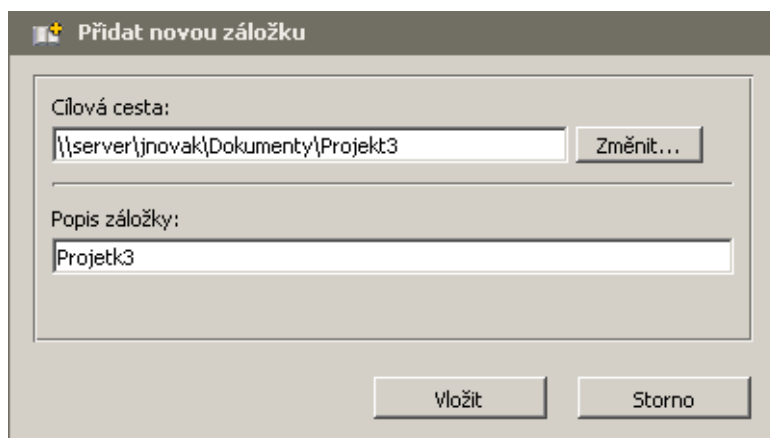 Přidat novou záložku
Cílová cesta:
\\server\jnovak\Dokumenty\Projekt3
Změnit...
Popis záložky:
Projetk3
Vložit
Storno